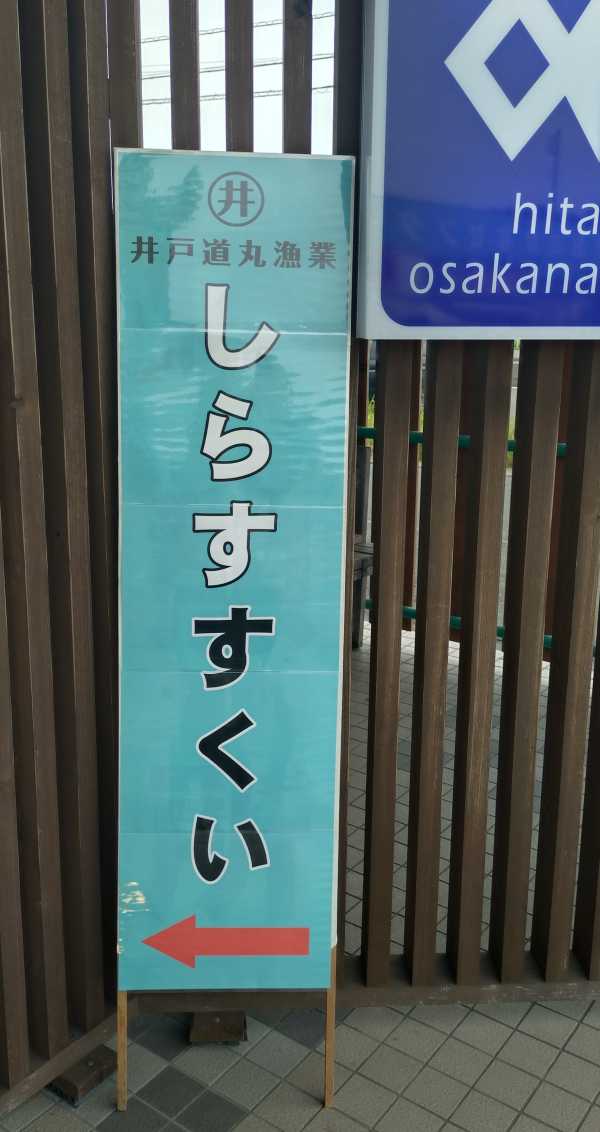 井
井戸道丸漁業
しらすすくい
hita
osakana